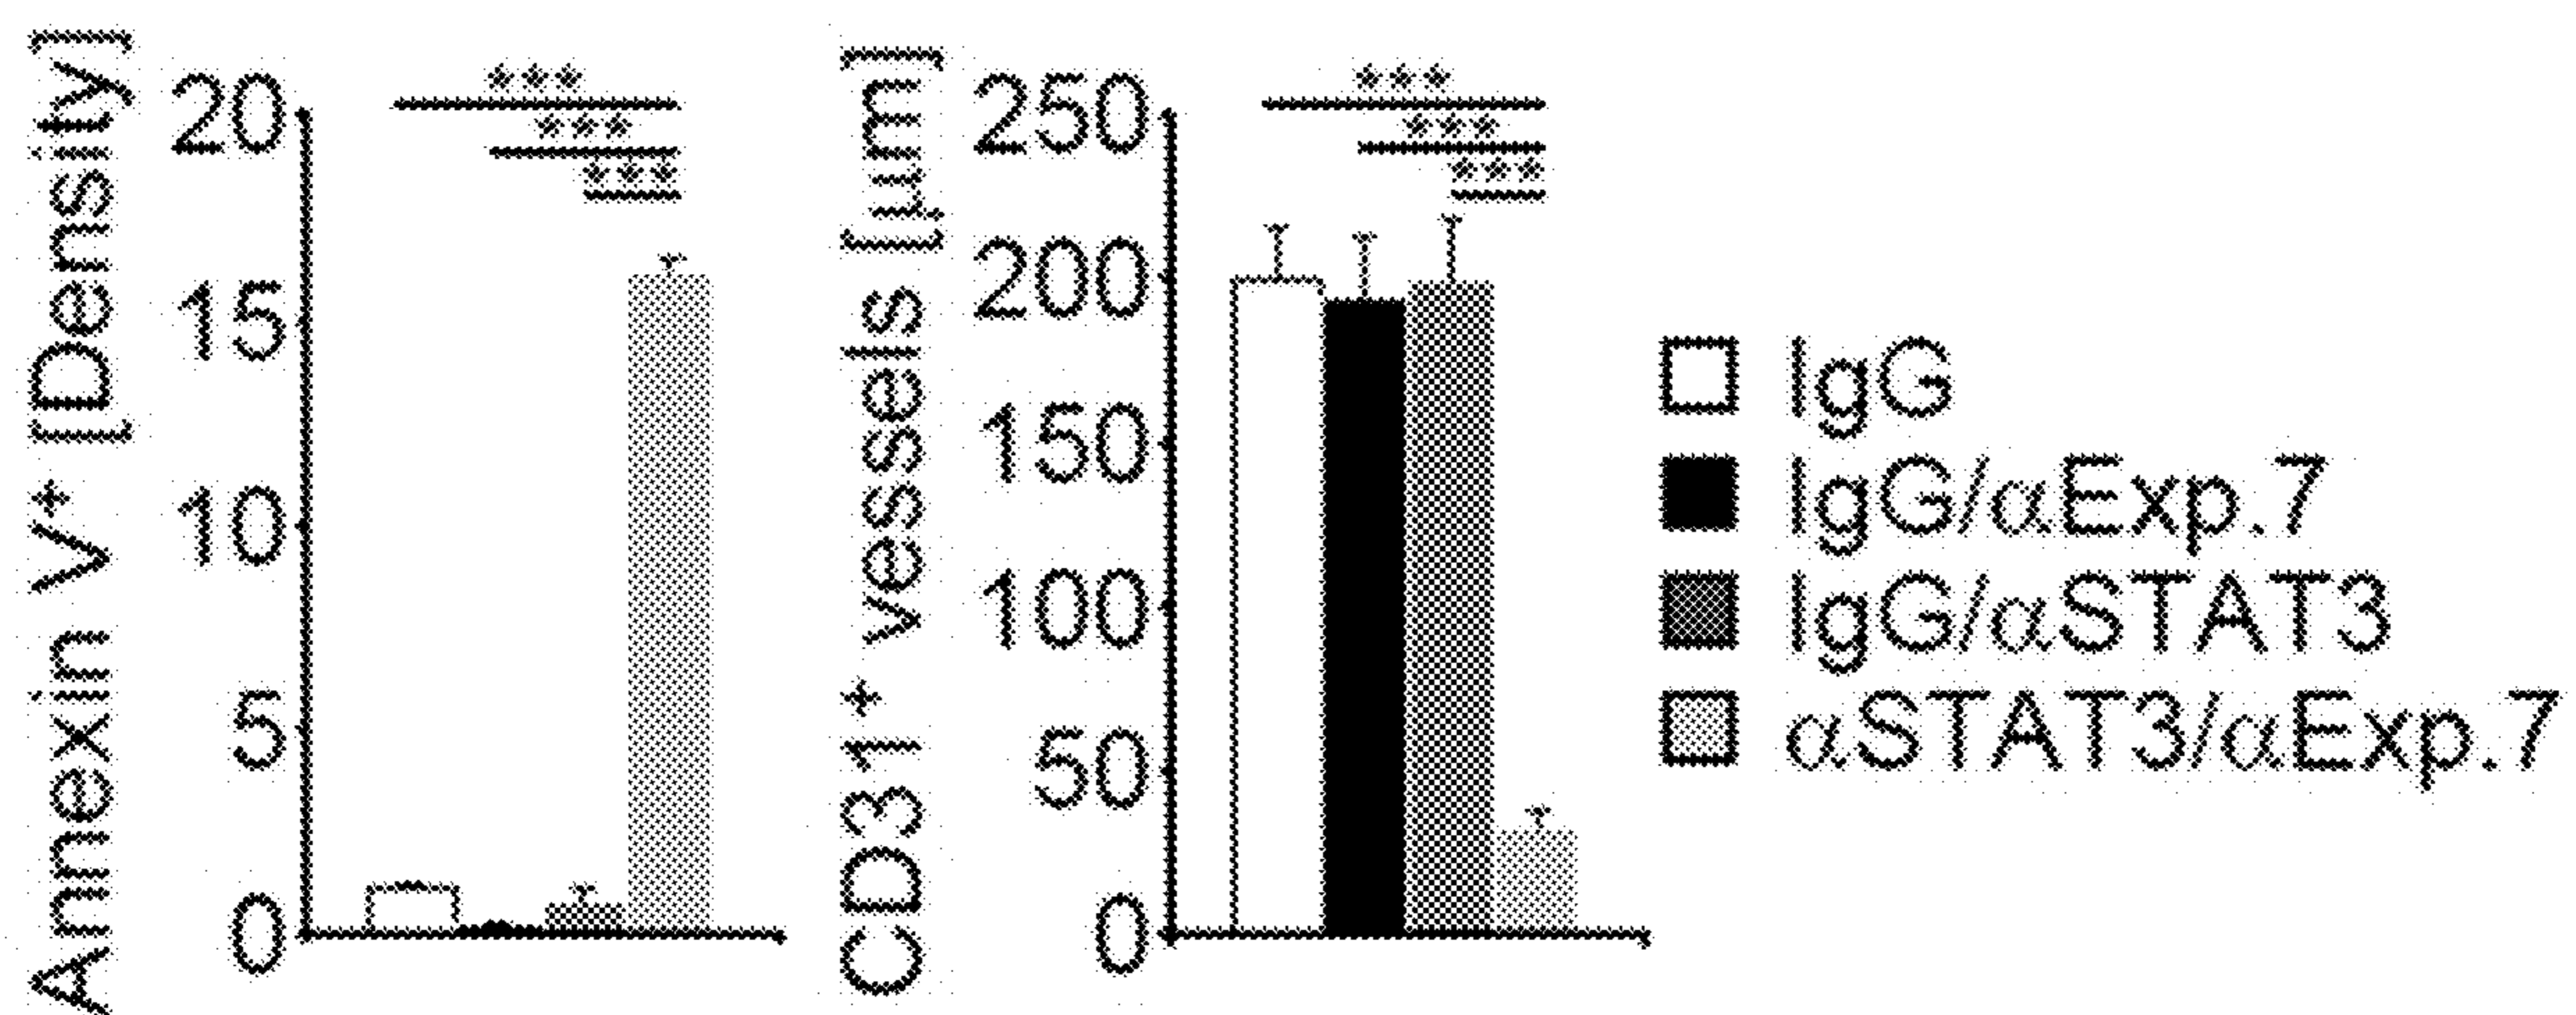 Annexin V⁺ [Density]
20
15
10
5
0
***
***
***
CD31⁺ vessels [µm]
250
200
150
100
50
0
***
***
***
IgG
IgG/αExp.7
IgG/αSTAT3
αSTAT3/αExp.7